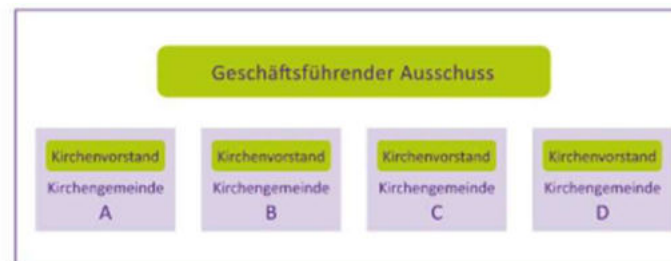 Geschäftsführender Ausschuss
Kirchenvorstand Kirchenvorstand Kirchenvorstand Kirchenvorstand
Kirchengemeinde Kirchengemeinde Kirchengemeinde Kirchengemeinde
A B C D